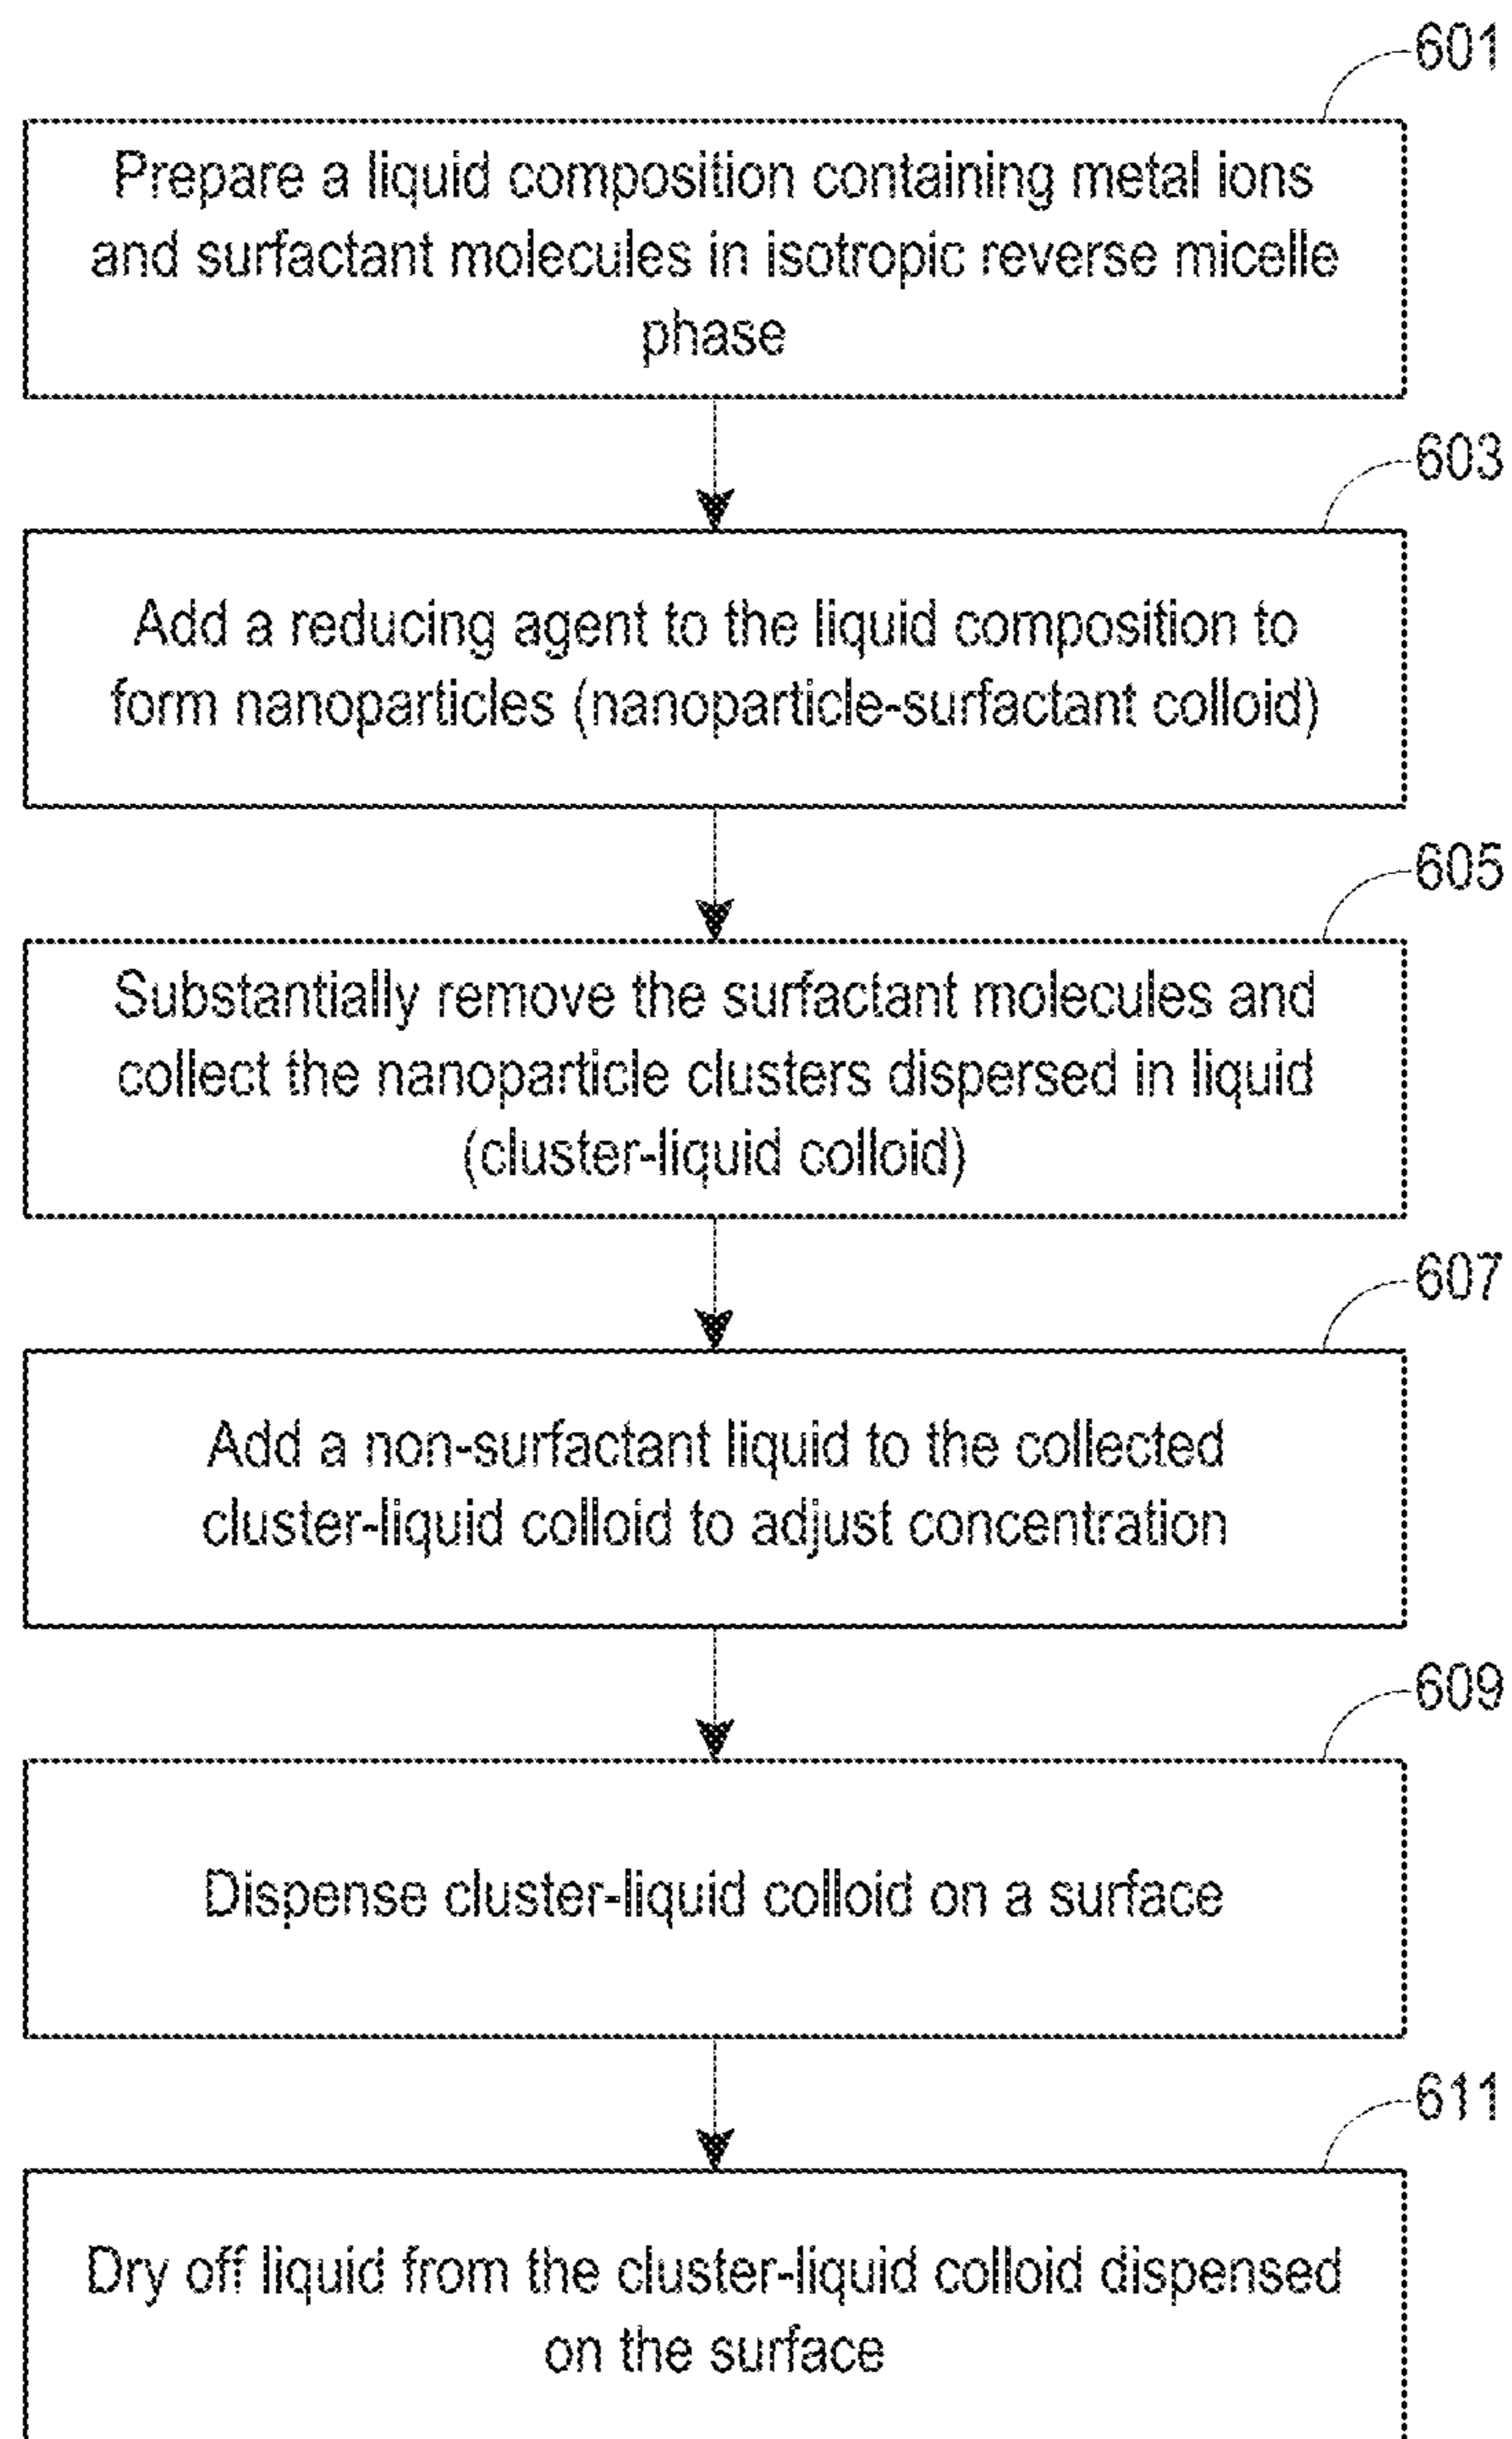 601
Prepare a liquid composition containing metal ions
and surfactant molecules in isotropic reverse micelle
phase
603
Add a reducing agent to the liquid composition to
form nanoparticles (nanoparticle-surfactant colloid)
605
Substantially remove the surfactant molecules and
collect the nanoparticle clusters dispersed in liquid
(cluster-liquid colloid)
607
Add a non-surfactant liquid to the collected
cluster-liquid colloid to adjust concentration
609
Dispense cluster-liquid colloid on a surface
611
Dry off liquid from the cluster-liquid colloid dispensed
on the surface